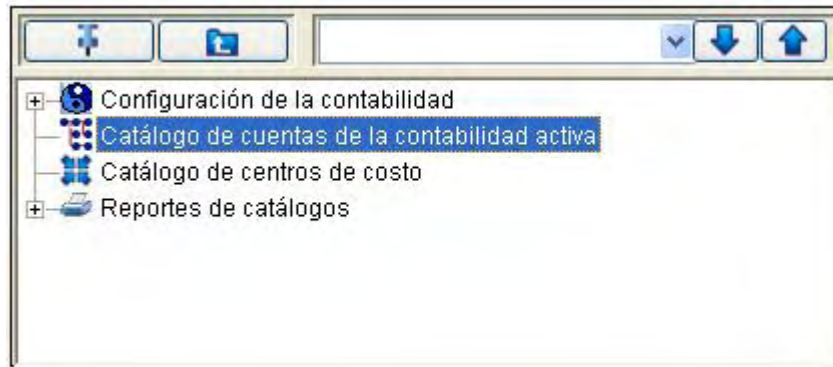 Configuración de la contabilidad
Catálogo de cuentas de la contabilidad activa
Catálogo de centros de costo
Reportes de catálogos